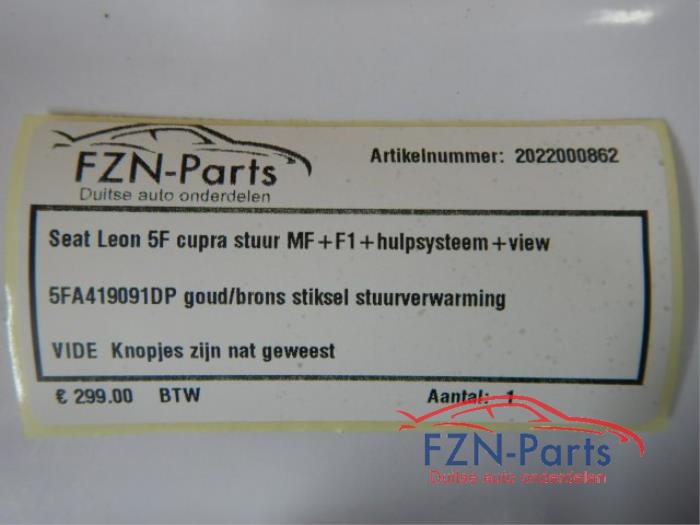 FZN-Parts
Duitse auto onderdelen
Artikelnummer: 2022000862
Seat Leon 5F cupra stuur MF+F1+hulpsysteem+view
5FA419091DP goud/brons stiksel stuurverwarming
VIDE Knopjes zijn nat geweest
€ 299.00 BTW Aantal: 1
FZN-Parts
Duitse auto onderdelen